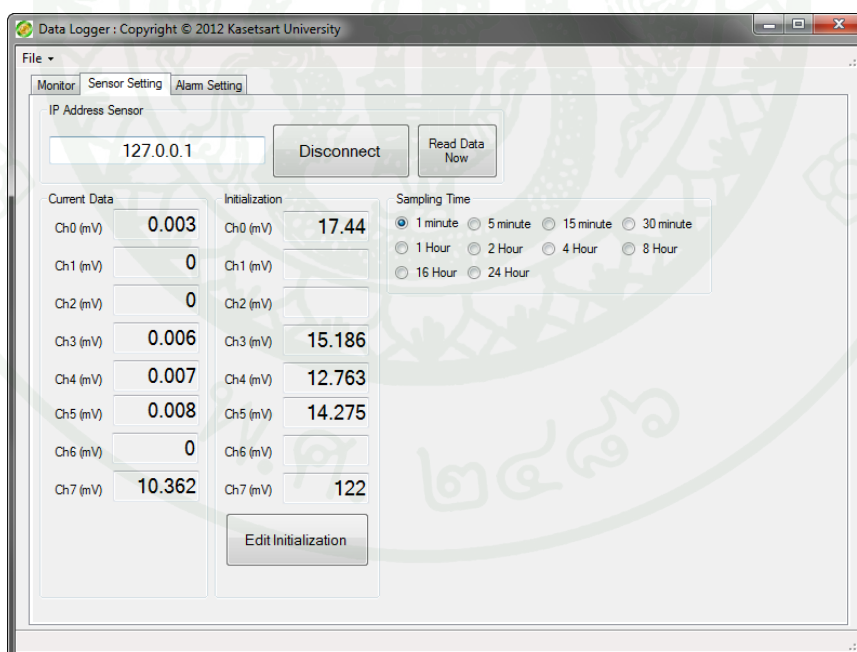 Data Logger : Copyright © 2012 Kasetsart University
File
Monitor Sensor Setting Alarm Setting
IP Address Sensor
127.0.0.1 Disconnect Read Data Now
Current Data
Ch0 (mV) 0.003
Ch1 (mV) 0
Ch2 (mV) 0
Ch3 (mV) 0.006
Ch4 (mV) 0.007
Ch5 (mV) 0.008
Ch6 (mV) 0
Ch7 (mV) 10.362
Initialization
Ch0 (mV) 17.44
Ch1 (mV)
Ch2 (mV)
Ch3 (mV) 15.186
Ch4 (mV) 12.763
Ch5 (mV) 14.275
Ch6 (mV)
Ch7 (mV) 122
Edit Initialization
Sampling Time
1 minute 5 minute 15 minute 30 minute
1 Hour 2 Hour 4 Hour 8 Hour
16 Hour 24 Hour
พ.ศ. ๒๔๘๖